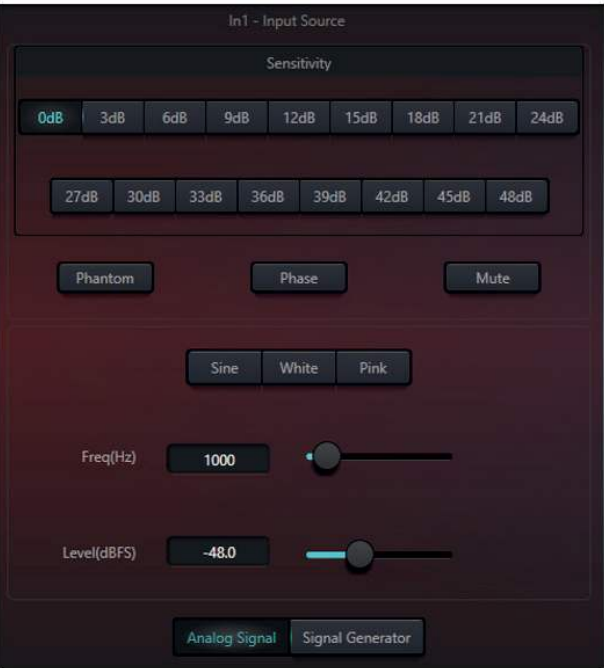 In1 - Input Source
Sensitivity
0dB 3dB 6dB 9dB 12dB 15dB 18dB 21dB 24dB
27dB 30dB 33dB 36dB 39dB 42dB 45dB 48dB
Phantom Phase Mute
Sine White Pink
Freq(Hz) 1000
Level(dBFS) -48.0
Analog Signal Signal Generator